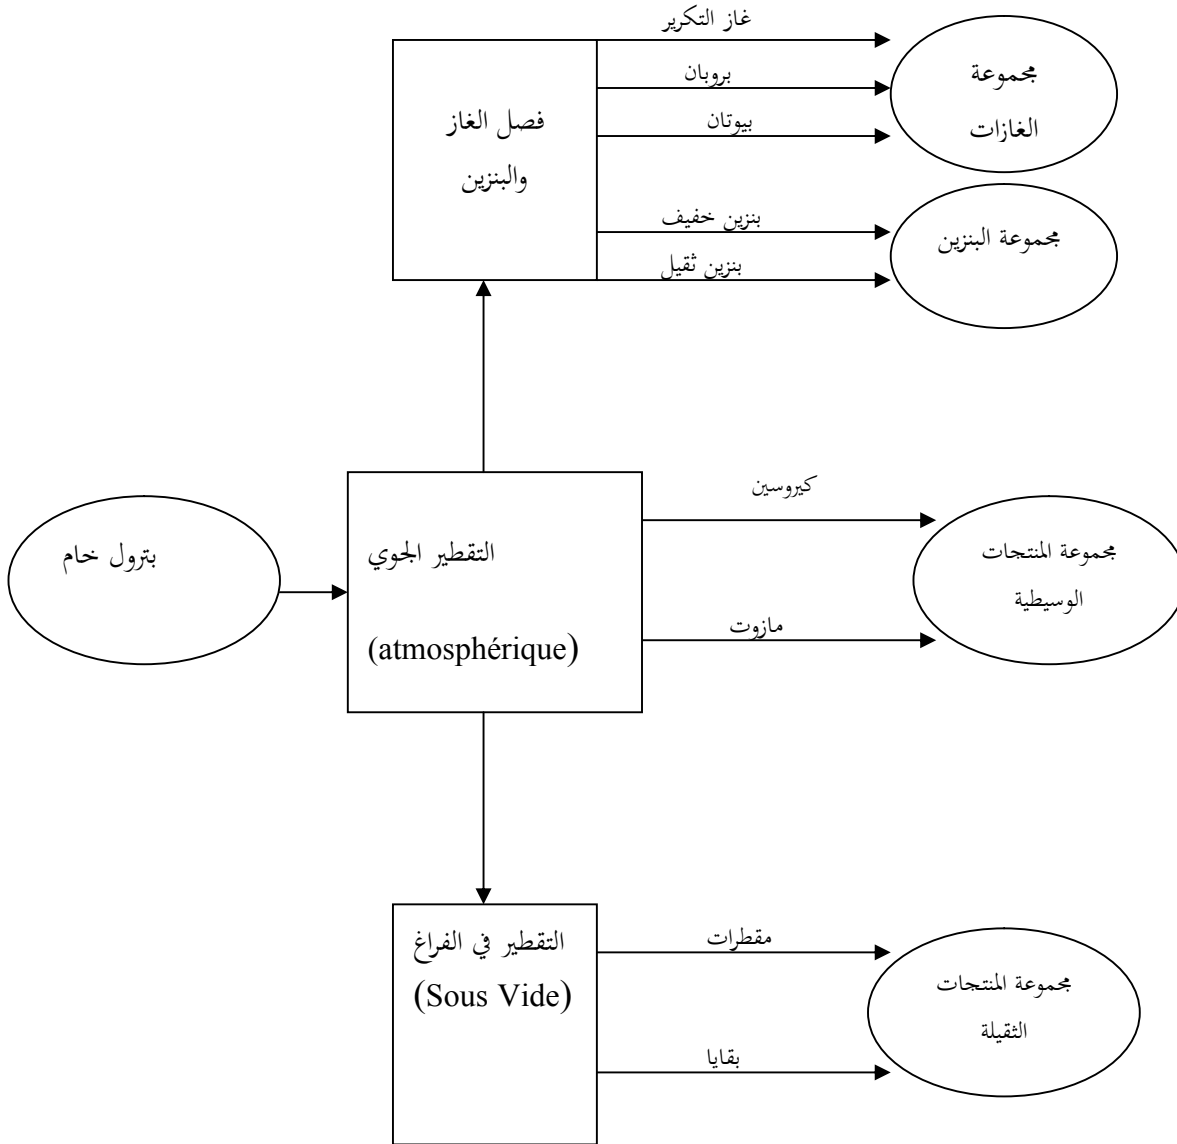 غاز التكرير
بروبان
بيوتان
فصل الغاز
والبنزين
مجموعة
الغازات
بنزين خفيف
بنزين ثقيل
مجموعة البنزين
بترول خام
التقطير الجوي
(atmosphérique)
كيروسين
مازوت
مجموعة المنتجات
الوسيطية
التقطير في الفراغ
(Sous Vide)
مقطرات
بقايا
مجموعة المنتجات
الثقيلة